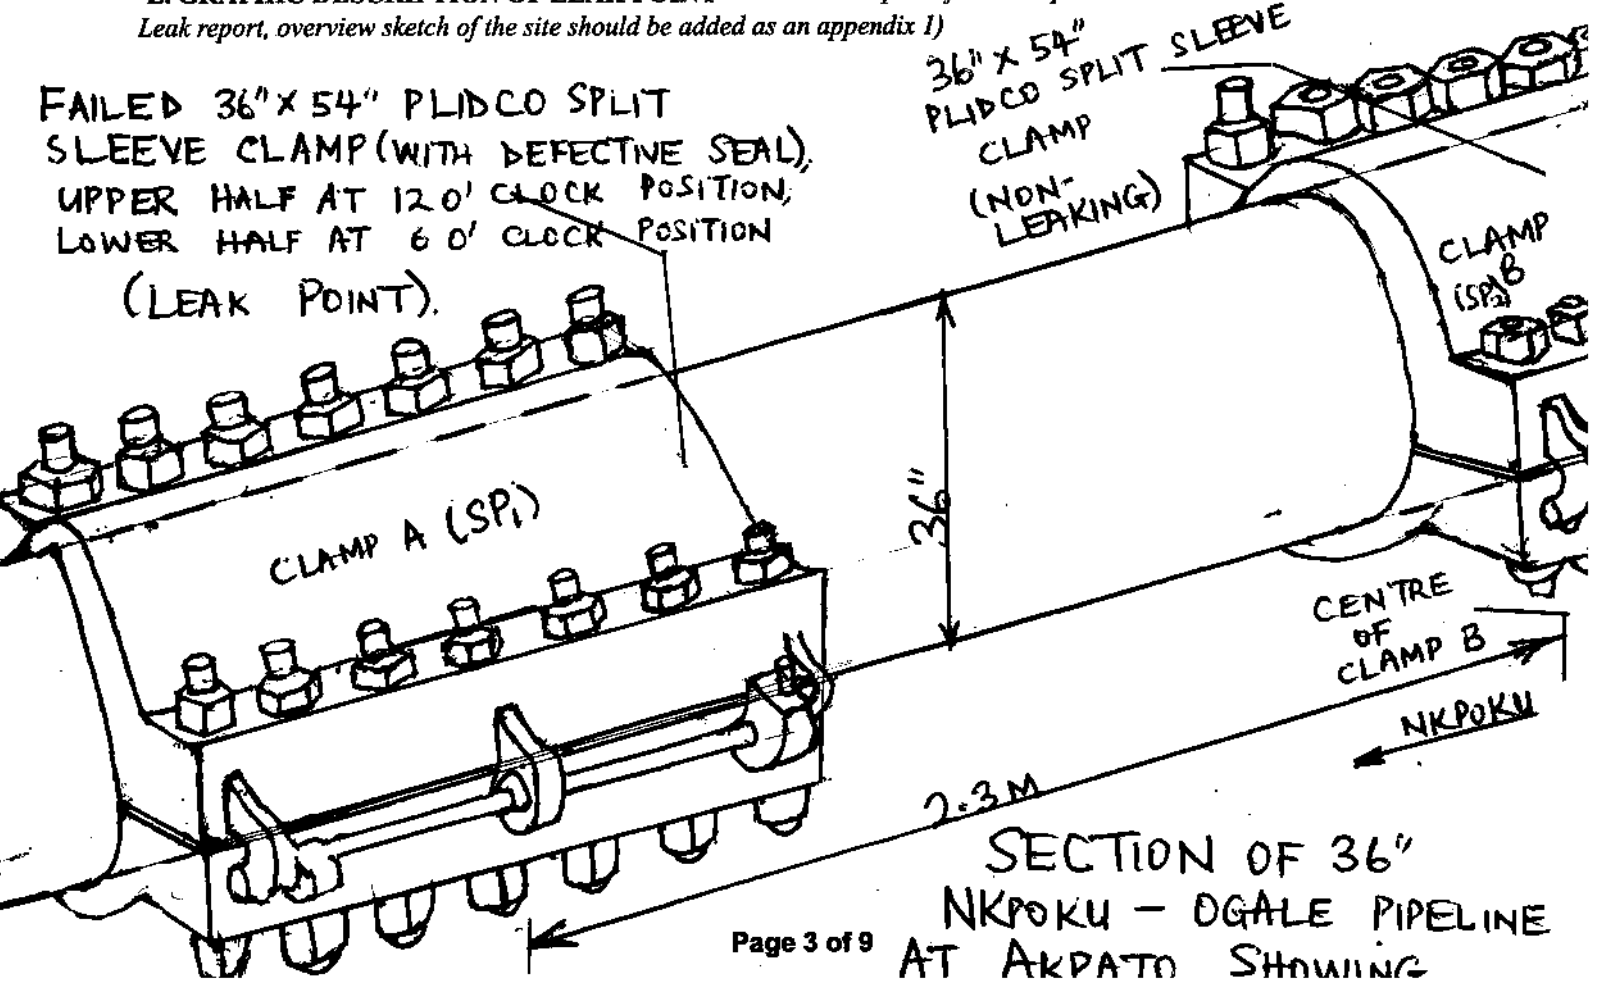 Leak report, overview sketch of the site should be added as an appendix 1)
FAILED 36" X 54" PLIDCO SPLIT
SLEEVE CLAMP (WITH DEFECTIVE SEAL),
UPPER HALF AT 12 O' CLOCK POSITION,
LOWER HALF AT 6 O' CLOCK POSITION
(LEAK POINT).
36" X 54"
PLIDCO SPLIT SLEEVE
CLAMP
(NON-
LEAKING)
CLAMP
B
(SP2)
CLAMP A (SP1)
36"
CENTRE
OF
CLAMP B
NKPOKU
2.3M
SECTION OF 36"
NKPOKU - OGALE PIPELINE
AT AKPATO SHOWING
Page 3 of 9